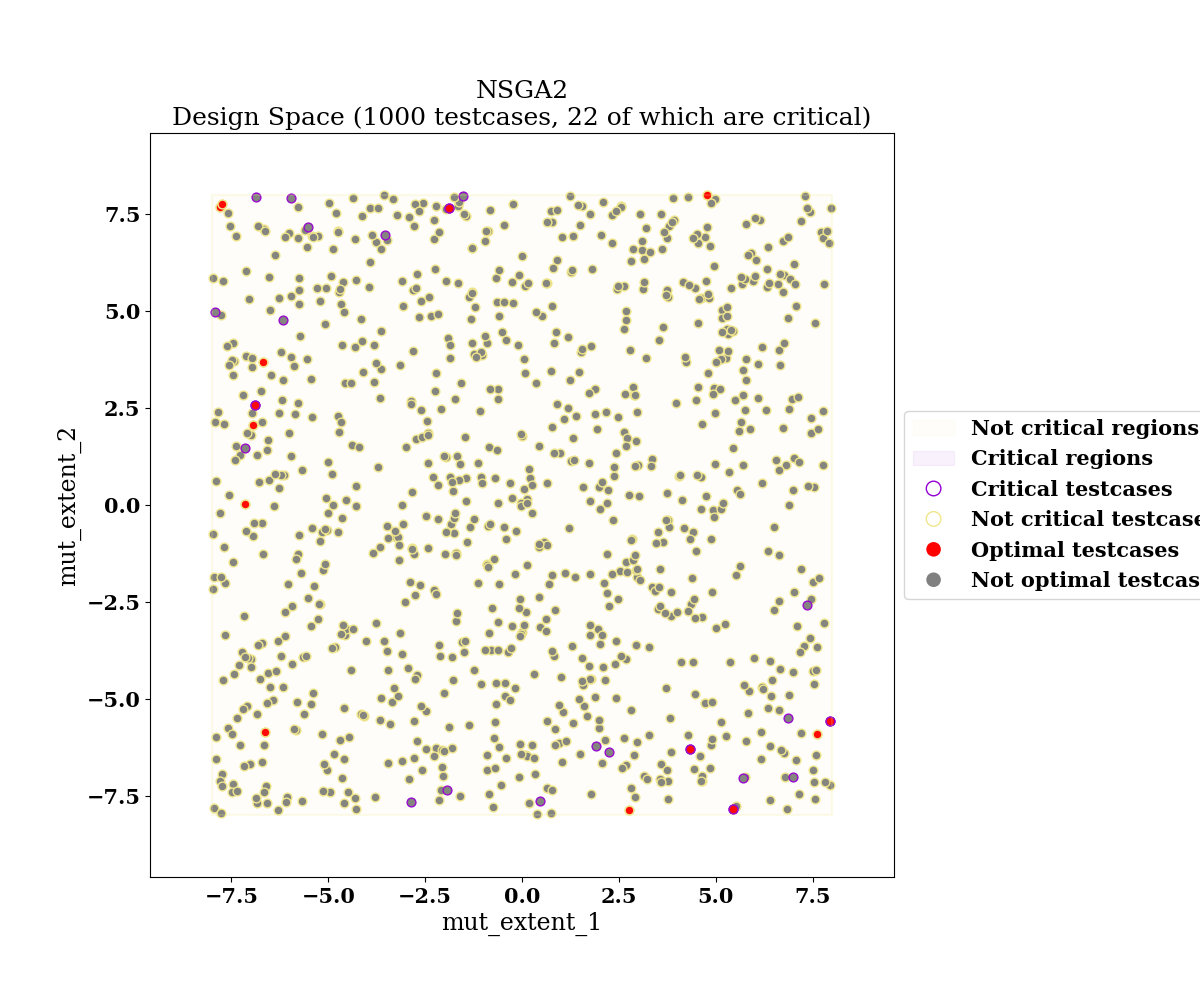 NSGA2
Design Space (1000 testcases, 22 of which are critical)
7.5
5.0
2.5
0.0
−2.5
−5.0
−7.5
mut_extent_2
−7.5
−5.0
−2.5
0.0
2.5
5.0
7.5
mut_extent_1
Not critical regions
Critical regions
Critical testcases
Not critical testcase
Optimal testcases
Not optimal testcas